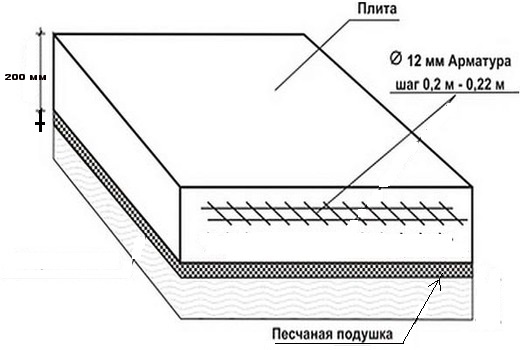 Плита
200 мм
Ø 12 мм Арматура
шаг 0,2 м - 0,22 м
Песчаная подушка